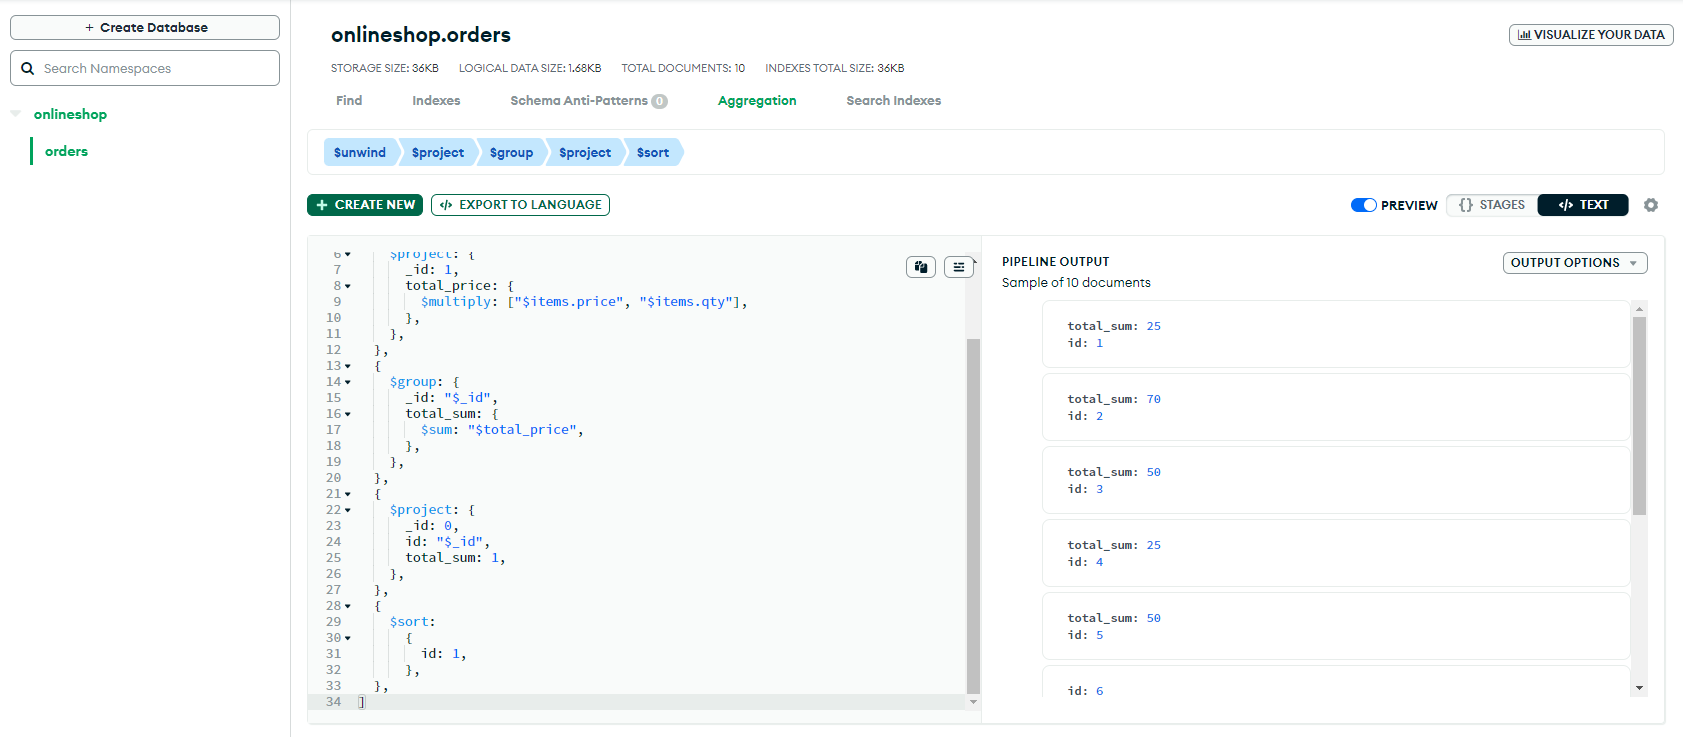 + Create Database
Search Namespaces
onlineshop
orders
onlineshop.orders
VISUALIZE YOUR DATA
STORAGE SIZE: 36KB LOGICAL DATA SIZE: 1.68KB TOTAL DOCUMENTS: 10 INDEXES TOTAL SIZE: 36KB
Find Indexes Schema Anti-Patterns 0 Aggregation Search Indexes
$unwind $project $group $project $sort
+ CREATE NEW </> EXPORT TO LANGUAGE
PREVIEW {} STAGES </> TEXT
6 $project: {
7 _id: 1,
8 total_price: {
9 $multiply: ["$items.price", "$items.qty"],
10 },
11 },
12 },
13 {
14 $group: {
15 _id: "$_id",
16 total_sum: {
17 $sum: "$total_price",
18 },
19 },
20 },
21 {
22 $project: {
23 _id: 0,
24 id: "$_id",
25 total_sum: 1,
26 },
27 },
28 {
29 $sort:
30 {
31 id: 1,
32 },
33 },
34 ]
PIPELINE OUTPUT
Sample of 10 documents
OUTPUT OPTIONS
total_sum: 25
id: 1
total_sum: 70
id: 2
total_sum: 50
id: 3
total_sum: 25
id: 4
total_sum: 50
id: 5
id: 6